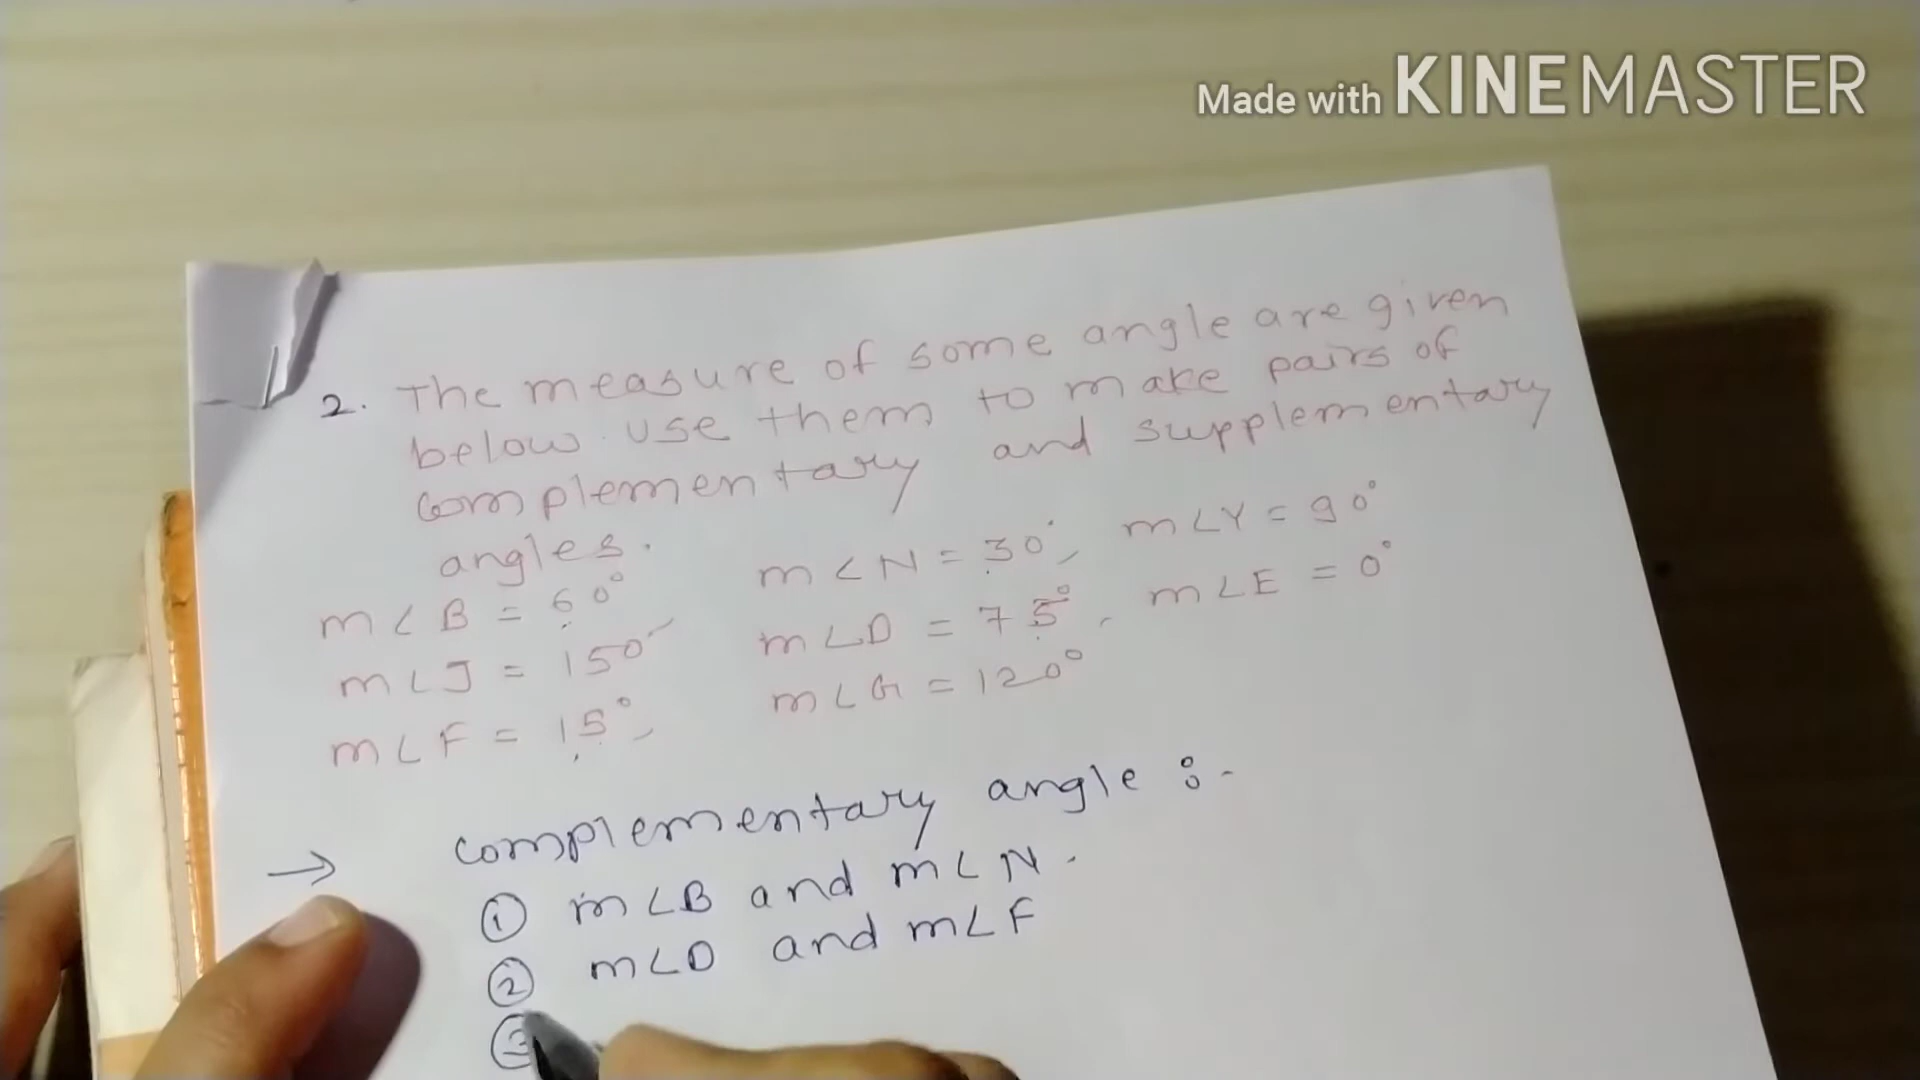 Made with KINEMASTER
2. The measure of some angle are given
below. use them to make pairs of
complementary and supplementary
angles.
m∠B = 60° m∠N = 30°, m∠Y = 90°
m∠J = 150° m∠D = 75°, m∠E = 0°
m∠F = 15°, m∠G = 120°
→ complementary angle :-
① m∠B and m∠N.
② m∠D and m∠F
③